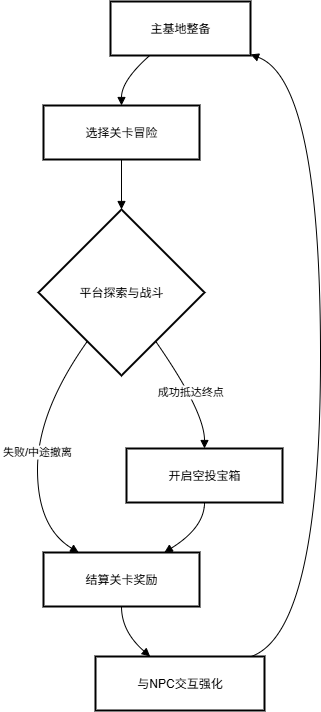 主基地整备
选择关卡冒险
平台探索与战斗
成功抵达终点
失败/中途撤离
开启空投宝箱
结算关卡奖励
与NPC交互强化